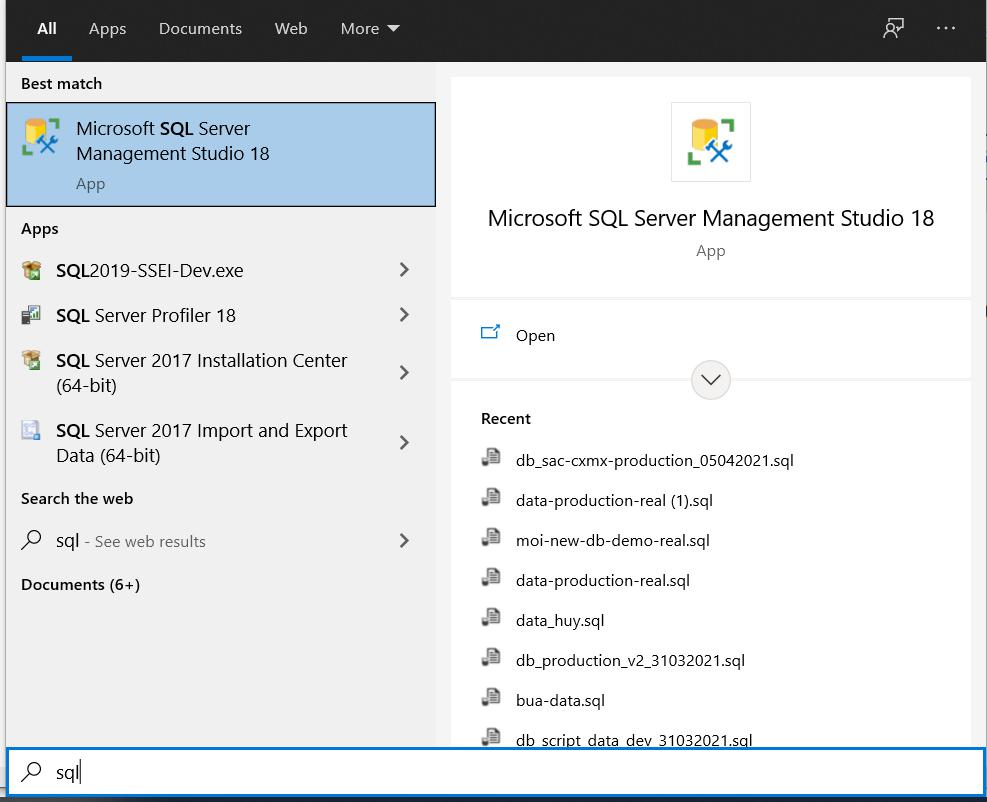 All Apps Documents Web More
Best match
Microsoft SQL Server
Management Studio 18
App
Apps
SQL2019-SSEI-Dev.exe
SQL Server Profiler 18
SQL Server 2017 Installation Center
(64-bit)
SQL Server 2017 Import and Export
Data (64-bit)
Search the web
sql - See web results
Documents (6+)
Microsoft SQL Server Management Studio 18
App
Open
Recent
db_sac-cxmx-production_05042021.sql
data-production-real (1).sql
moi-new-db-demo-real.sql
data-production-real.sql
data_huy.sql
db_production_v2_31032021.sql
bua-data.sql
db_script_data_dev_31032021.sql
sql